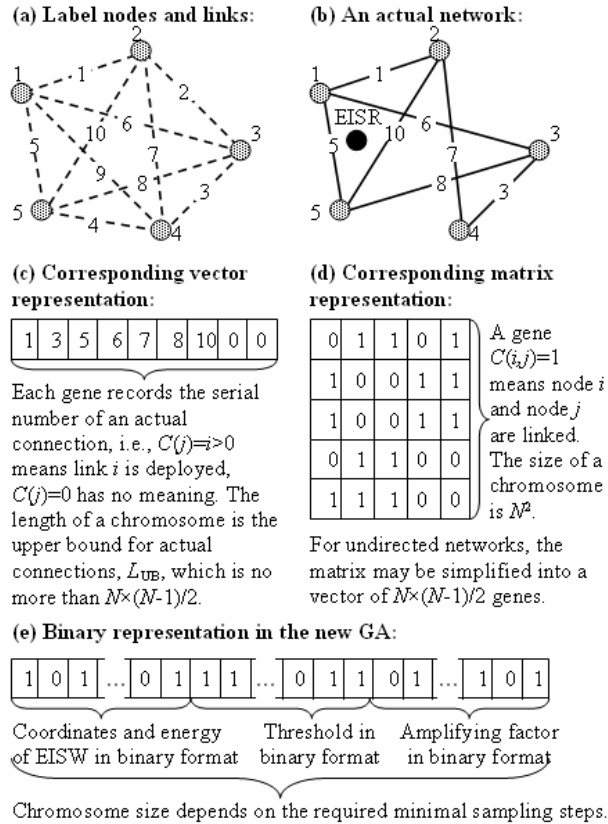 (a) Label nodes and links:
1
2
3
4
5
1
2
3
4
5
6
7
8
9
10
(b) An actual network:
1
2
3
4
5
EISR
1
3
5
6
7
8
10
(c) Corresponding vector
representation:
1 3 5 6 7 8 10 0 0
Each gene records the serial
number of an actual
connection, i.e., C(j)=i>0
means link i is deployed,
C(j)=0 has no meaning. The
length of a chromosome is the
upper bound for actual
connections, L_UB, which is no
more than N×(N-1)/2.
(d) Corresponding matrix
representation:
0 1 1 0 1
1 0 0 1 1
1 0 0 1 1
0 1 1 0 0
1 1 1 0 0
A gene
C(i,j)=1
means node i
and node j
are linked.
The size of a
chromosome
is N².
For undirected networks, the
matrix may be simplified into a
vector of N×(N-1)/2 genes.
(e) Binary representation in the new GA:
1 0 1 ... 0 1 1 1 ... 0 1 1 0 1 ... 1 0 1
Coordinates and energy
of EISW in binary format
Threshold in
binary format
Amplifying factor
in binary format
Chromosome size depends on the required minimal sampling steps.